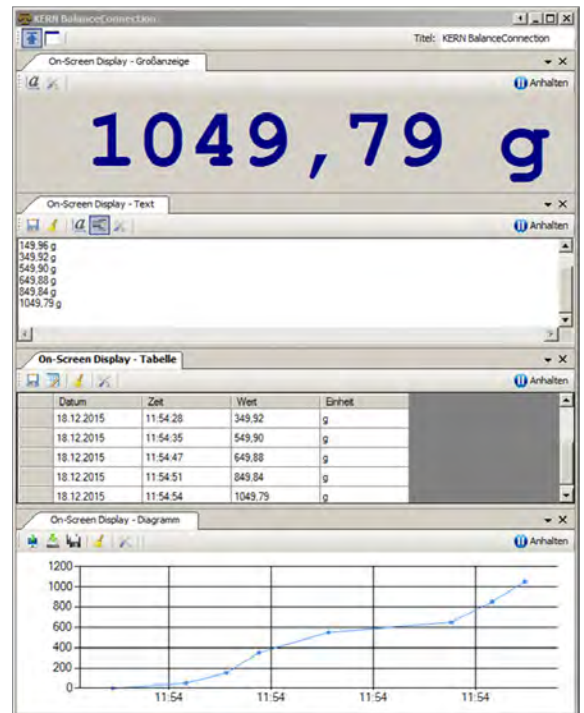 KERN BalanceConnection
Titel: KERN BalanceConnection
On-Screen Display - Großanzeige
Anhalten
1049,79 g
On-Screen Display - Text
Anhalten
149,96 g
349,92 g
549,90 g
649,88 g
849,84 g
1049,79 g
On-Screen Display - Tabelle
Anhalten
Datum Zeit Wert Einheit
18.12.2015 11:54:28 349,92 g
18.12.2015 11:54:35 549,90 g
18.12.2015 11:54:47 649,88 g
18.12.2015 11:54:51 849,84 g
18.12.2015 11:54:54 1049,79 g
On-Screen Display - Diagramm
Anhalten
1200
1000
800
600
400
200
0
11:54 11:54 11:54 11:54